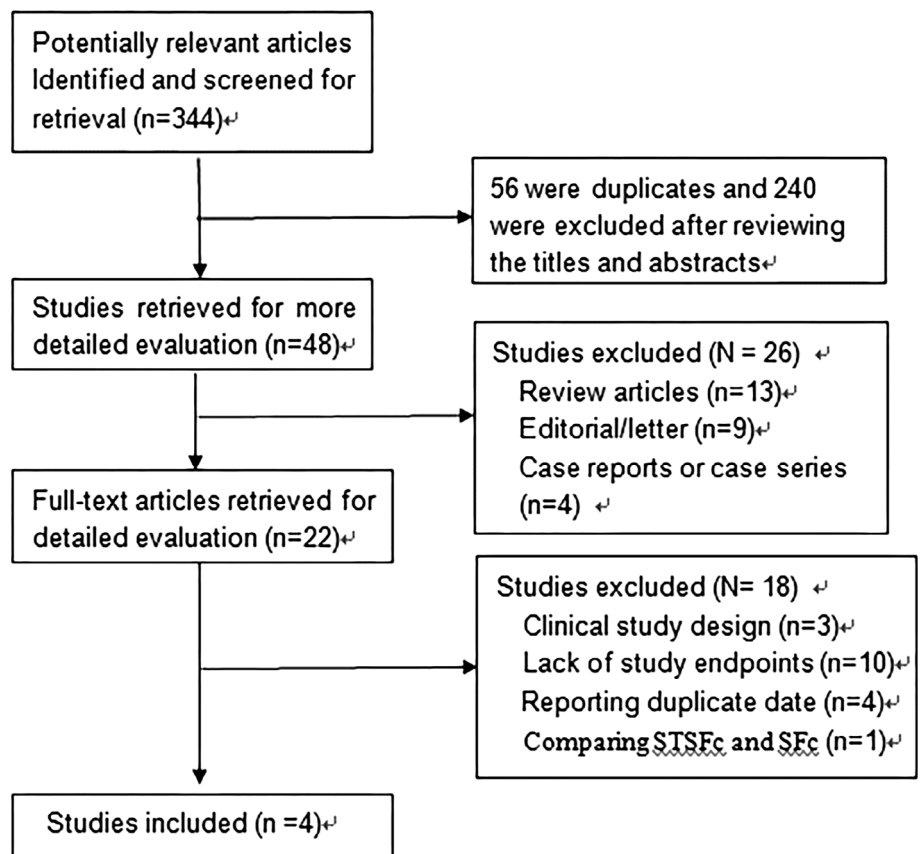 Potentially relevant articles
Identified and screened for
retrieval (n=344)↵
56 were duplicates and 240
were excluded after reviewing
the titles and abstracts↵
Studies retrieved for more
detailed evaluation (n=48)↵
Studies excluded (N = 26) ↵
Review articles (n=13)↵
Editorial/letter (n=9)↵
Case reports or case series
(n=4) ↵
Full-text articles retrieved for
detailed evaluation (n=22)↵
Studies excluded (N= 18) ↵
Clinical study design (n=3)↵
Lack of study endpoints (n=10)↵
Reporting duplicate date (n=4)↵
Comparing STSFc and SFc (n=1)↵
Studies included (n =4)↵